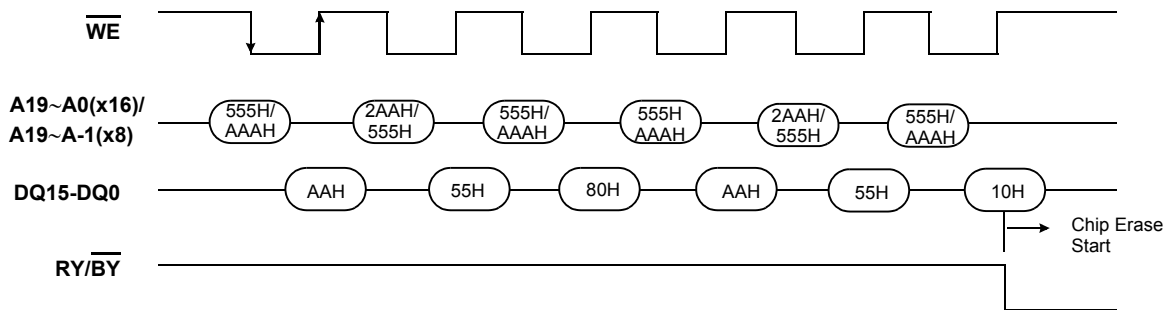 WE
A19~A0(x16)/
A19~A-1(x8)
555H/
AAAH
2AAH/
555H
555H/
AAAH
555H
AAAH
2AAH/
555H
555H/
AAAH
DQ15-DQ0
AAH
55H
80H
AAH
55H
10H
Chip Erase
Start
RY/BY